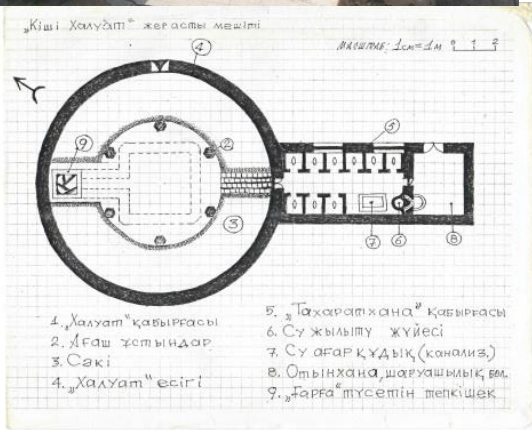 „Кіші Халуат" жерасты мешіті
масштаб: 1см=1м 0 1 2
4
9
2
5
3
7
6
8
1. „Халуат" қабырғасы
2. Ағаш ұстындар
3. Сәкі
4. „Халуат" есігі
5. „Тахаратхана" қабырғасы
6. Су жылыту жүйесі
7. Су ағар құдық (канализ.)
8. Отынхана, шаруашылық бөл.
9. „Ғарға" түсетін тепкішек